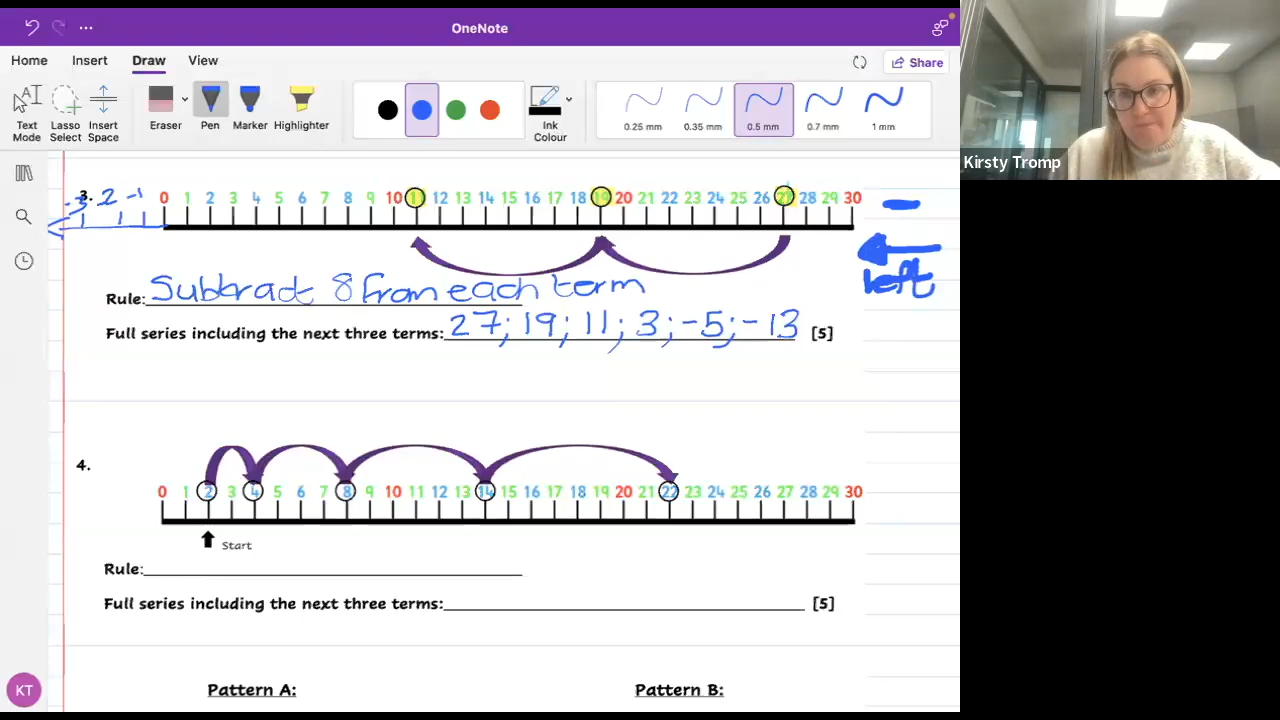 OneNote
Home Insert Draw View Share
Text Mode Lasso Select Insert Space Eraser Pen Marker Highlighter Ink Colour 0.25 mm 0.35 mm 0.5 mm 0.7 mm 1 mm
Kirsty Tromp
-3 -2 -1 3. 0 1 2 3 4 5 6 7 8 9 10 11 12 13 14 15 16 17 18 19 20 21 22 23 24 25 26 27 28 29 30 -
left
Rule: Subtract 8 from each term
Full series including the next three terms: 27; 19; 11; 3; -5; -13 [5]
4.
0 1 2 3 4 5 6 7 8 9 10 11 12 13 14 15 16 17 18 19 20 21 22 23 24 25 26 27 28 29 30
Start
Rule:
Full series including the next three terms: [5]
Pattern A: Pattern B:
KT